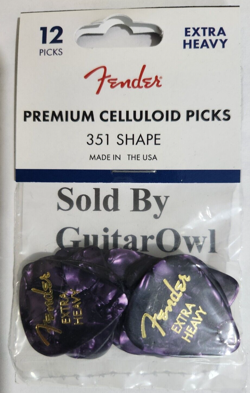 12
PICKS
EXTRA
HEAVY
Fender
PREMIUM CELLULOID PICKS
351 SHAPE
MADE IN THE USA
Sold By
GuitarOwl
Fender
EXTRA
HEAVY
Fender
EXTRA
HEAVY